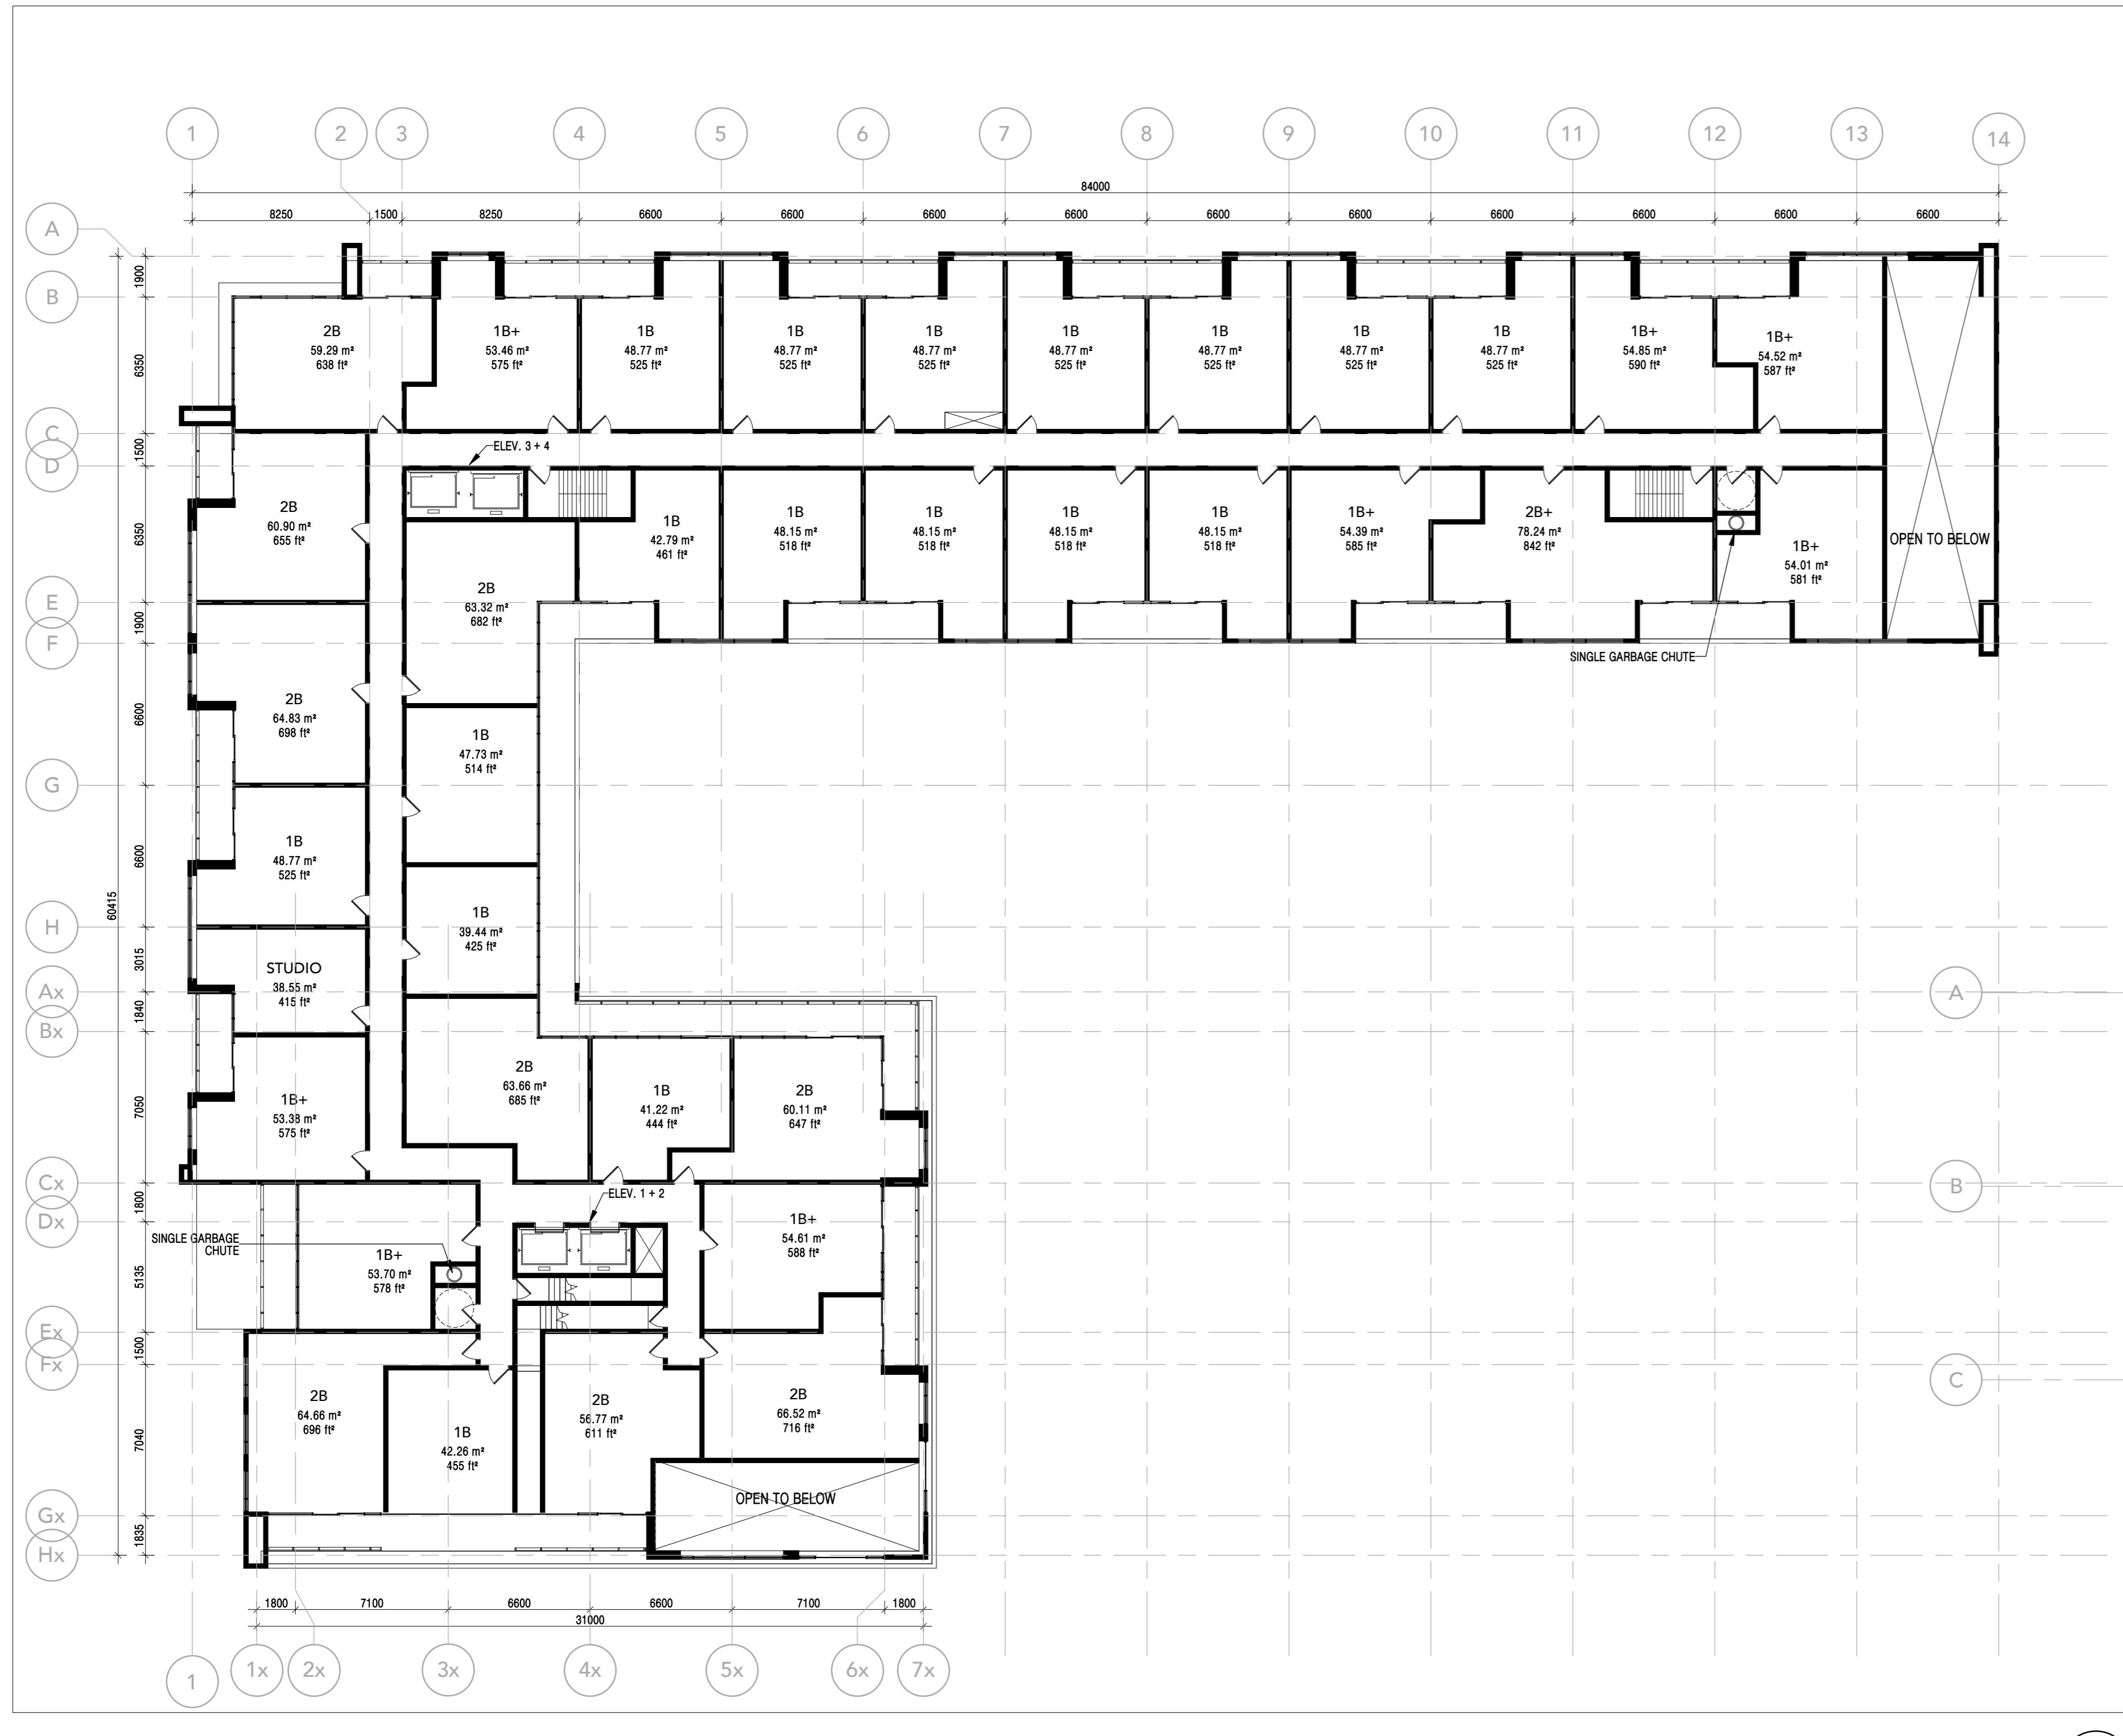 1 2 3 4 5 6 7 8 9 10 11 12 13 14
84000
8250 1500 8250 6600 6600 6600 6600 6600 6600 6600 6600 6600 6600
A
1900
B
6350
C
1500
D
6350
E
1900
F
6600
G
6600
H
3015
Ax
1840
Bx
7050
Cx
1800
Dx
5135
Ex
1500
Fx
7040
Gx
1835
Hx
60415
2B
59.29 m²
638 ft²
1B+
53.46 m²
575 ft²
1B
48.77 m²
525 ft²
1B
48.77 m²
525 ft²
1B
48.77 m²
525 ft²
1B
48.77 m²
525 ft²
1B
48.77 m²
525 ft²
1B
48.77 m²
525 ft²
1B
48.77 m²
525 ft²
1B+
54.85 m²
590 ft²
1B+
54.52 m²
587 ft²
ELEV. 3 + 4
2B
60.90 m²
655 ft²
1B
42.79 m²
461 ft²
1B
48.15 m²
518 ft²
1B
48.15 m²
518 ft²
1B
48.15 m²
518 ft²
1B
48.15 m²
518 ft²
1B+
54.39 m²
585 ft²
2B+
78.24 m²
842 ft²
1B+
54.01 m²
581 ft²
OPEN TO BELOW
SINGLE GARBAGE CHUTE
2B
63.32 m²
682 ft²
2B
64.83 m²
698 ft²
1B
47.73 m²
514 ft²
1B
48.77 m²
525 ft²
1B
39.44 m²
425 ft²
STUDIO
38.55 m²
415 ft²
1B+
53.38 m²
575 ft²
2B
63.66 m²
685 ft²
1B
41.22 m²
444 ft²
2B
60.11 m²
647 ft²
ELEV. 1 + 2
SINGLE GARBAGE
CHUTE
1B+
53.70 m²
578 ft²
1B+
54.61 m²
588 ft²
2B
64.66 m²
696 ft²
1B
42.26 m²
455 ft²
2B
56.77 m²
611 ft²
2B
66.52 m²
716 ft²
OPEN TO BELOW
A
B
C
1800 7100 6600 6600 7100 1800
31000
1 1x 2x 3x 4x 5x 6x 7x